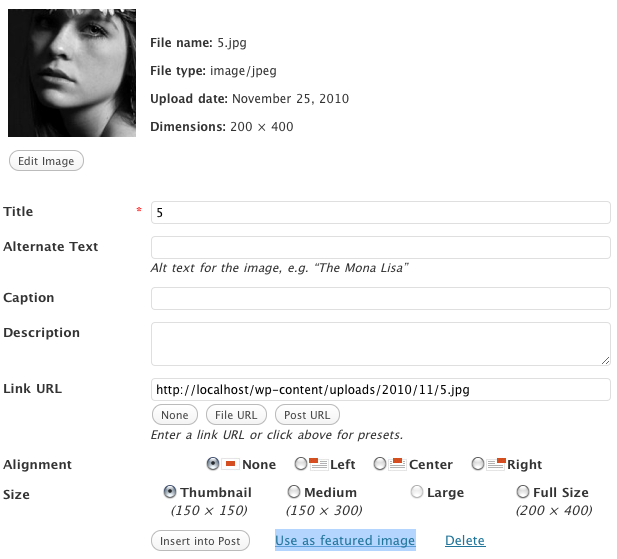 File name: 5.jpg
File type: image/jpeg
Upload date: November 25, 2010
Dimensions: 200 × 400
Edit Image
Title * 5
Alternate Text
Alt text for the image, e.g. “The Mona Lisa”
Caption
Description
Link URL http://localhost/wp-content/uploads/2010/11/5.jpg
None File URL Post URL
Enter a link URL or click above for presets.
Alignment None Left Center Right
Size Thumbnail Medium Large Full Size
(150 × 150) (150 × 300) (200 × 400)
Insert into Post Use as featured image Delete